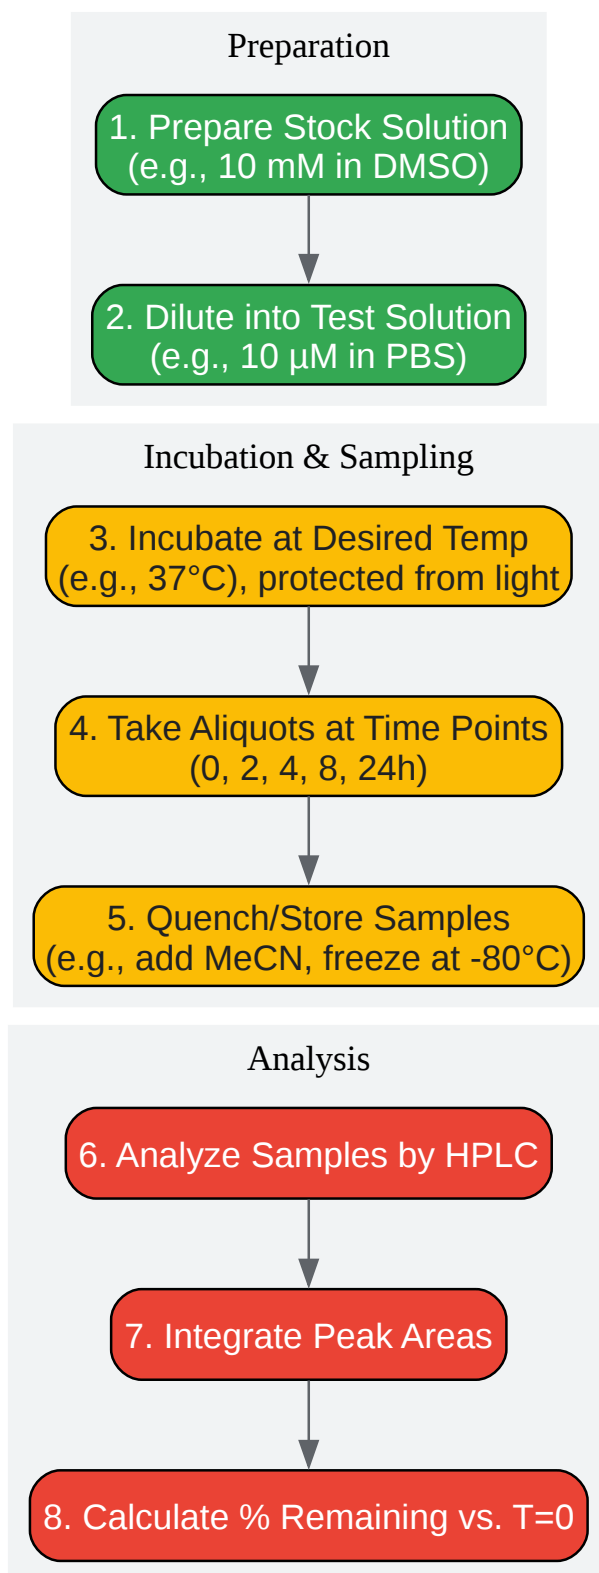 Preparation
1. Prepare Stock Solution
(e.g., 10 mM in DMSO)
2. Dilute into Test Solution
(e.g., 10 µM in PBS)
Incubation & Sampling
3. Incubate at Desired Temp
(e.g., 37°C), protected from light
4. Take Aliquots at Time Points
(0, 2, 4, 8, 24h)
5. Quench/Store Samples
(e.g., add MeCN, freeze at -80°C)
Analysis
6. Analyze Samples by HPLC
7. Integrate Peak Areas
8. Calculate % Remaining vs. T=0